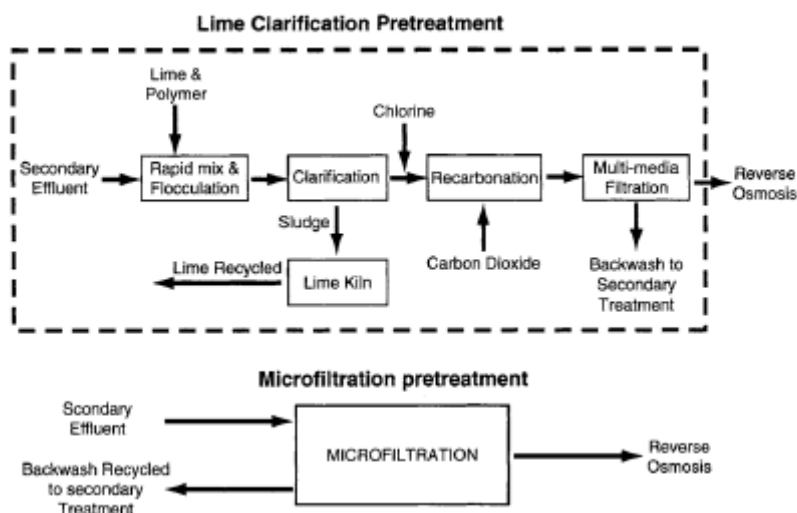 Lime Clarification Pretreatment
Lime &
Polymer
Chlorine
Secondary
Effluent
Rapid mix &
Flocculation
Clarification
Recarbonation
Multi-media
Filtration
Reverse
Osmosis
Sludge
Lime Recycled
Lime Kiln
Carbon Dioxide
Backwash to
Secondary
Treatment
Microfiltration pretreatment
Scondary
Effluent
MICROFILTRATION
Reverse
Osmosis
Backwash Recycled
to secondary
Treatment